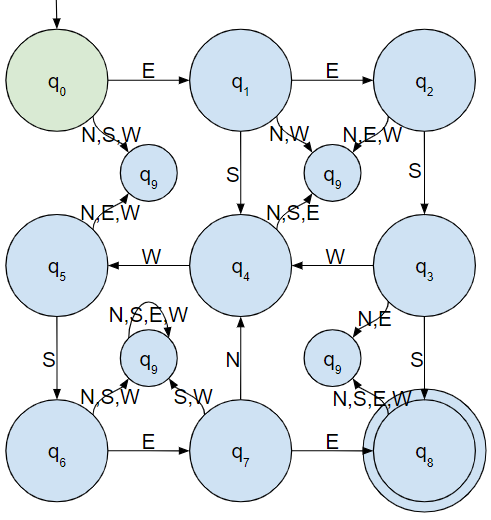 q0 E q1 E q2
N,S,W N,W N,E,W
q9 S q9 S
N,E,W N,S,E
q5 W q4 W q3
N,S,E,W N,E
S q9 N q9 S
N,S,W S,W N,S,E,W
q6 E q7 E q8